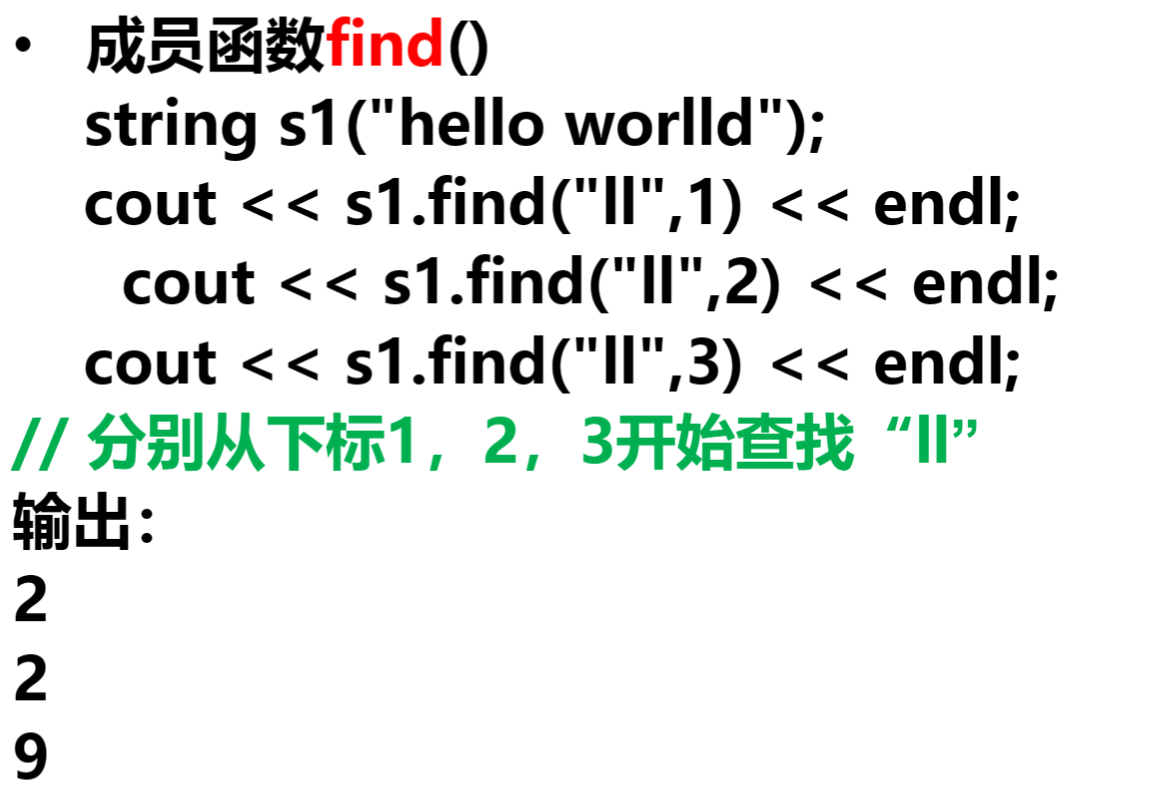 • 成员函数find()
string s1("hello worlld");
cout << s1.find("ll",1) << endl;
cout << s1.find("ll",2) << endl;
cout << s1.find("ll",3) << endl;
// 分别从下标1，2，3开始查找“ll”
输出：
2
2
9